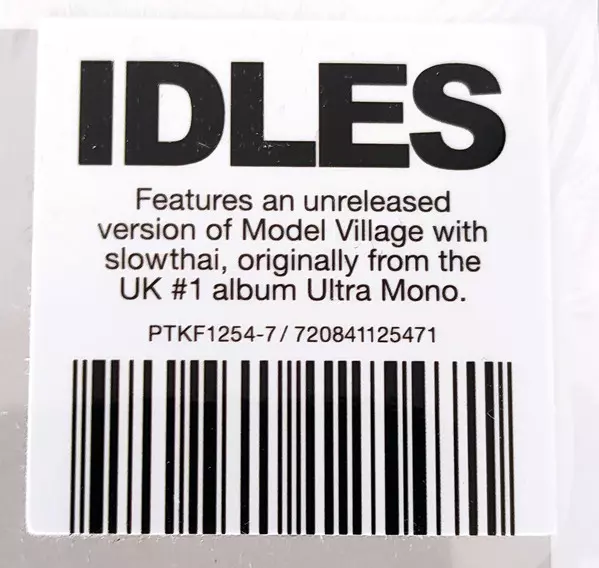 IDLES
Features an unreleased
version of Model Village with
slowthai, originally from the
UK #1 album Ultra Mono.
PTKF1254-7 / 720841125471